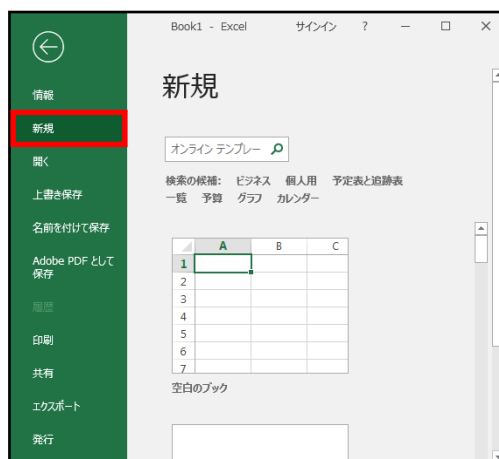 Book1 - Excel サインイン ?
情報
新規
開く
上書き保存
名前を付けて保存
Adobe PDF として
保存
履歴
印刷
共有
エクスポート
発行
新規
オンライン テンプレー
検索の候補: ビジネス 個人用 予定表と追跡表
一覧 予算 グラフ カレンダー
A B C
1
2
3
4
5
6
7
空白のブック